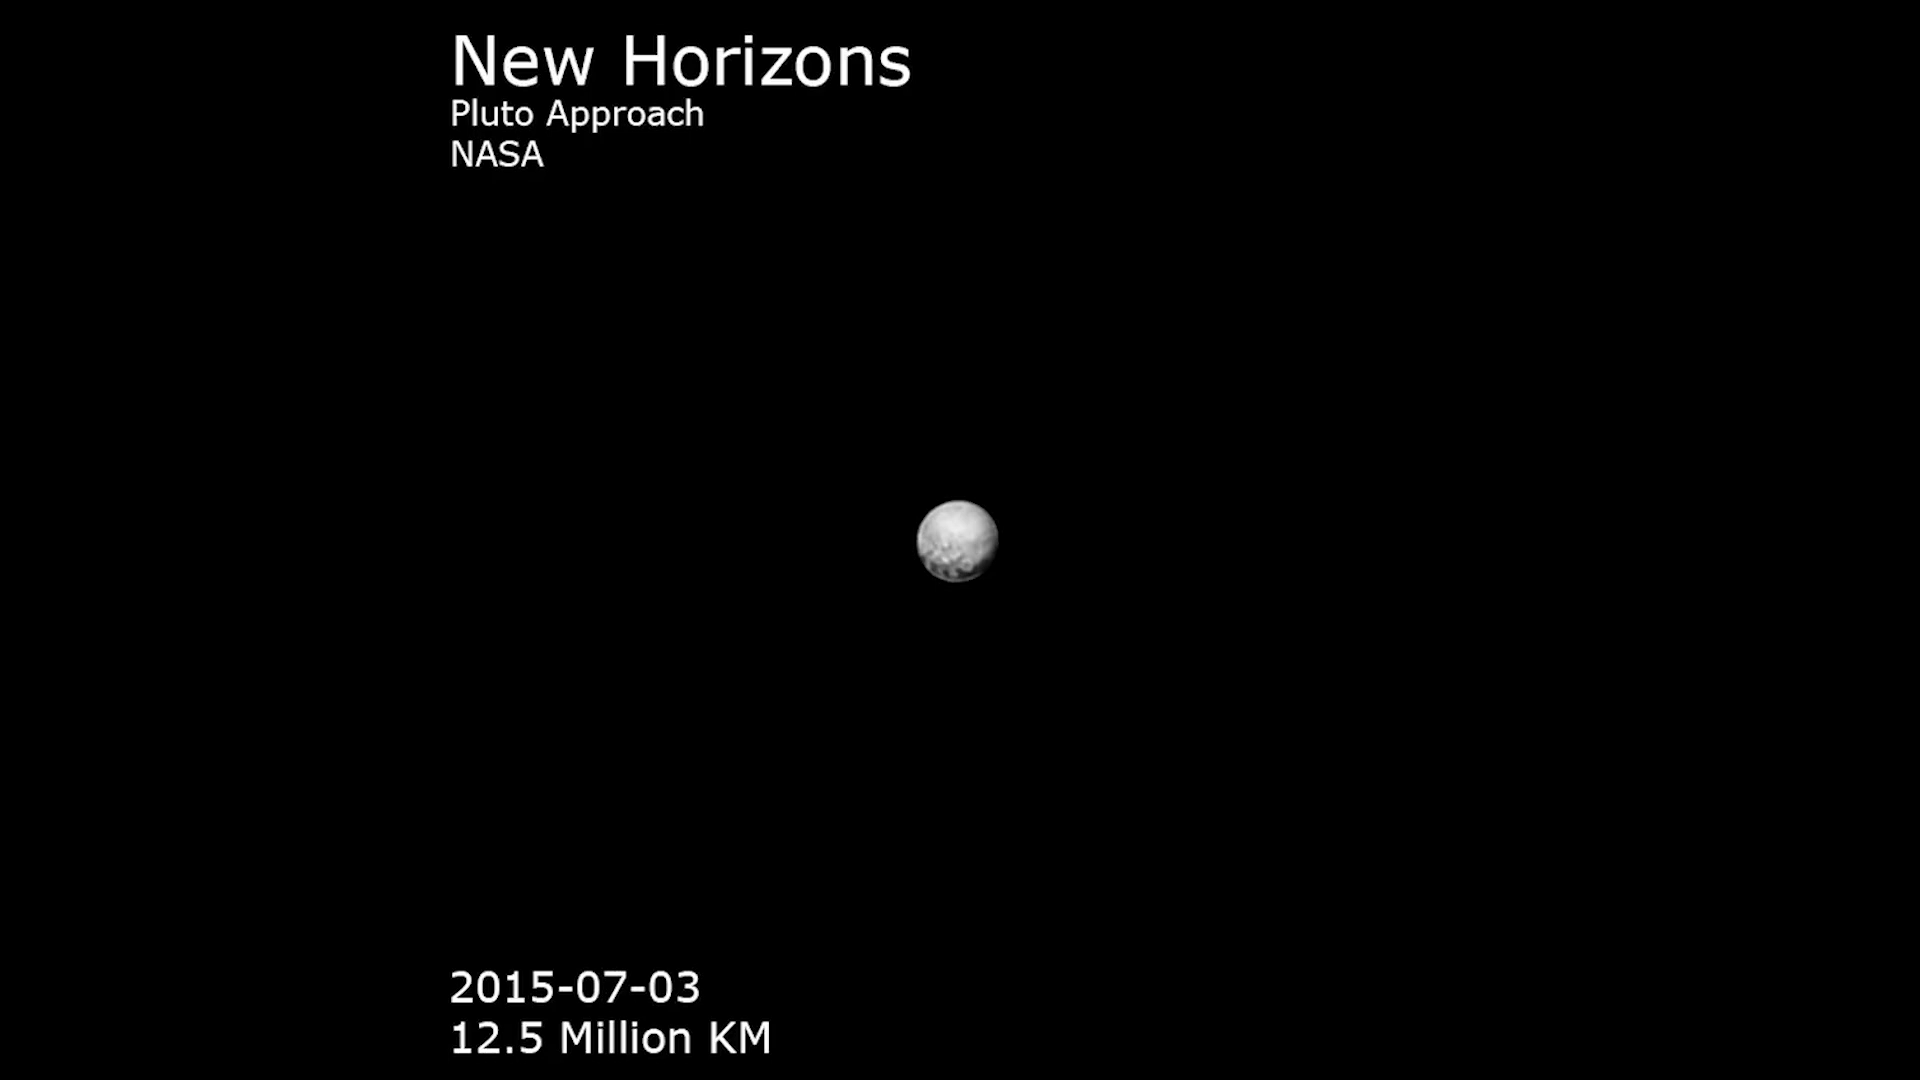 New Horizons
Pluto Approach
NASA
2015-07-03
12.5 Million KM